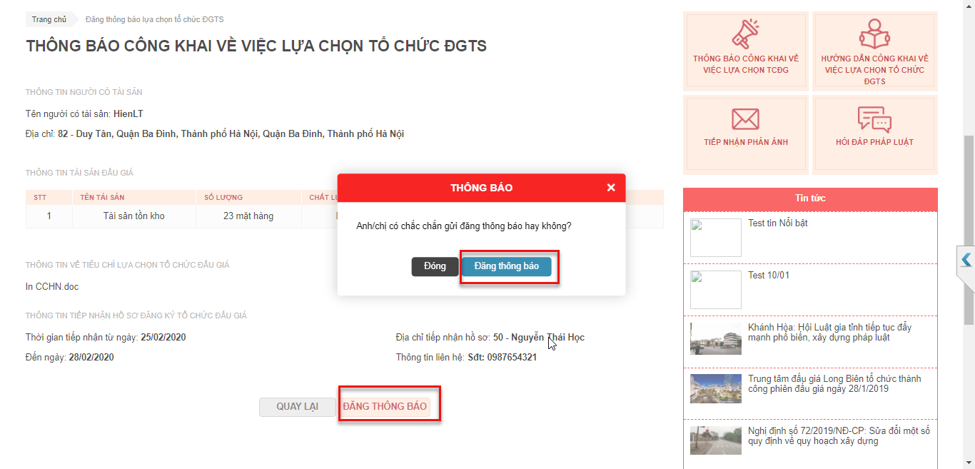 Trang chủ
Đăng thông báo lựa chọn tổ chức ĐGTS
THÔNG BÁO CÔNG KHAI VỀ VIỆC LỰA CHỌN TỔ CHỨC ĐGTS
THÔNG TIN NGƯỜI CÓ TÀI SẢN
Tên người có tài sản: HienLT
Địa chỉ: 82 - Duy Tân, Quận Ba Đình, Thành phố Hà Nội, Quận Ba Đình, Thành phố Hà Nội
THÔNG TIN TÀI SẢN ĐẤU GIÁ
STT TÊN TÀI SẢN SỐ LƯỢNG CHẤT
1 Tài sản tồn kho 23 mặt hàng
THÔNG BÁO
Anh/chị có chắc chắn gửi đăng thông báo hay không?
Đóng
Đăng thông báo
THÔNG TIN VỀ TIÊU CHÍ LỰA CHỌN TỔ CHỨC ĐẤU GIÁ
In CCHN.doc
THÔNG TIN TIẾP NHẬN HỒ SƠ ĐĂNG KÝ TỔ CHỨC ĐẤU GIÁ
Thời gian tiếp nhận từ ngày: 25/02/2020
Địa chỉ tiếp nhận hồ sơ: 50 - Nguyễn Thái Học
Đến ngày: 28/02/2020
Thông tin liên hệ: Sđt: 0987654321
QUAY LẠI
ĐĂNG THÔNG BÁO
THÔNG BÁO CÔNG KHAI VỀ
VIỆC LỰA CHỌN TCĐG
HƯỚNG DẪN CÔNG KHAI VỀ
VIỆC LỰA CHỌN TỔ CHỨC
ĐGTS
TIẾP NHẬN PHẢN ÁNH
HỎI ĐÁP PHÁP LUẬT
Tin tức
Test tin Nổi bật
Test 10/01
Khánh Hòa: Hội Luật gia tỉnh tiếp tục đẩy
mạnh phổ biến, xây dựng pháp luật
Trung tâm đấu giá Long Biên tổ chức thành
công phiên đấu giá ngày 28/1/2019
Nghị định số 72/2019/NĐ-CP: Sửa đổi một số
quy định về quy hoạch xây dựng